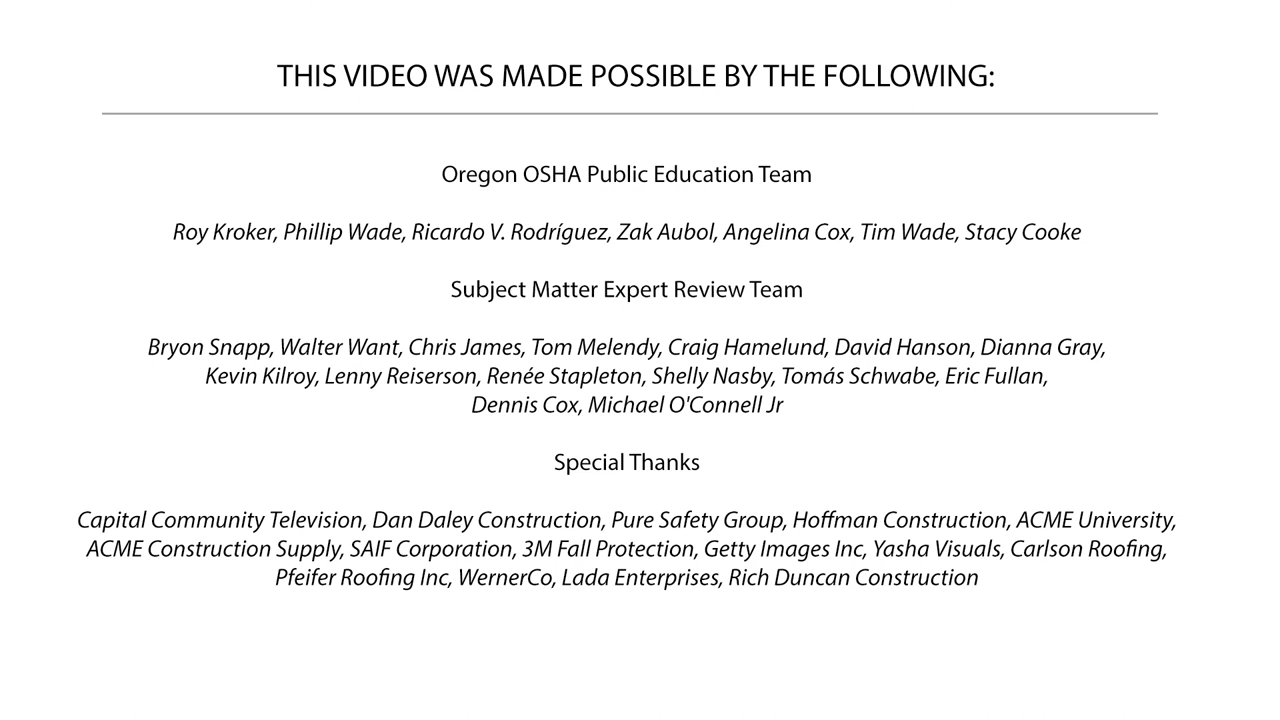 THIS VIDEO WAS MADE POSSIBLE BY THE FOLLOWING:
Oregon OSHA Public Education Team
Roy Kroker, Phillip Wade, Ricardo V. Rodríguez, Zak Aubol, Angelina Cox, Tim Wade, Stacy Cooke
Subject Matter Expert Review Team
Bryon Snapp, Walter Want, Chris James, Tom Melendy, Craig Hamelund, David Hanson, Dianna Gray,
Kevin Kilroy, Lenny Reiserson, Renée Stapleton, Shelly Nasby, Tomás Schwabe, Eric Fullan,
Dennis Cox, Michael O'Connell Jr
Special Thanks
Capital Community Television, Dan Daley Construction, Pure Safety Group, Hoffman Construction, ACME University,
ACME Construction Supply, SAIF Corporation, 3M Fall Protection, Getty Images Inc, Yasha Visuals, Carlson Roofing,
Pfeifer Roofing Inc, WernerCo, Lada Enterprises, Rich Duncan Construction